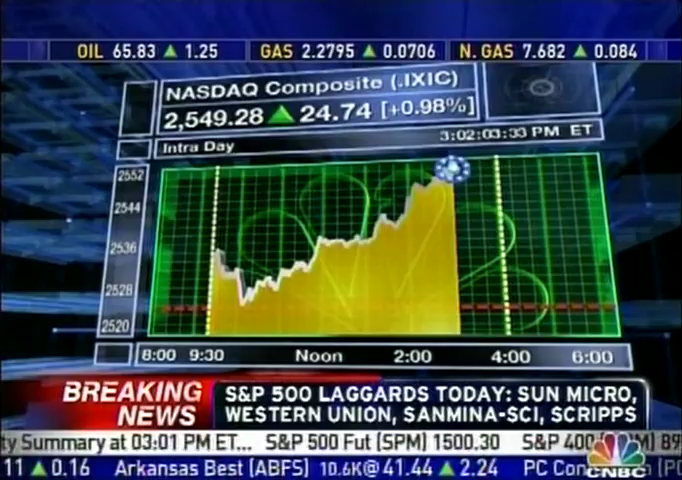 OIL 65.83 ▲ 1.25 GAS 2.2795 ▲ 0.0706 N. GAS 7.682 ▲ 0.084
NASDAQ Composite (.IXIC)
2,549.28 ▲ 24.74 [+0.98%]
3:02:03:33 PM ET
Intra Day
2552
2544
2536
2528
2520
8:00 9:30 Noon 2:00 4:00 6:00
BREAKING NEWS
S&P 500 LAGGARDS TODAY: SUN MICRO,
WESTERN UNION, SANMINA-SCI, SCRIPPS
ty Summary at 03:01 PM ET... S&P 500 Fut (SPM) 1500.30 S&P 400 89
11 ▲ 0.16 Arkansas Best (ABFS) 10.6K@41.44 ▲ 2.24 PC
CNBC